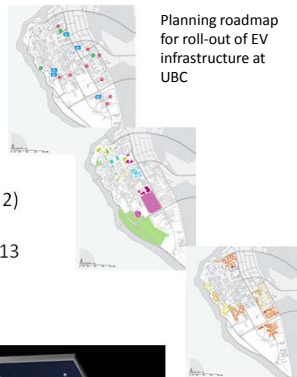 Planning roadmap
for roll-out of EV
infrastructure at
UBC
2)
13